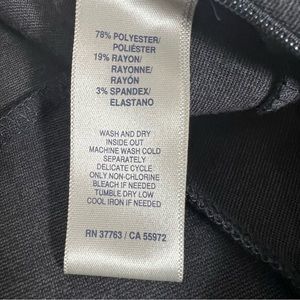 78% POLYESTER/
POLIÉSTER
19% RAYON/
RAYONNE/
RAYÓN
3% SPANDEX/
ELASTANO
WASH AND DRY
INSIDE OUT
MACHINE WASH COLD
SEPARATELY
DELICATE CYCLE
ONLY NON-CHLORINE
BLEACH IF NEEDED
TUMBLE DRY LOW
COOL IRON IF NEEDED
RN 37763 / CA 55972